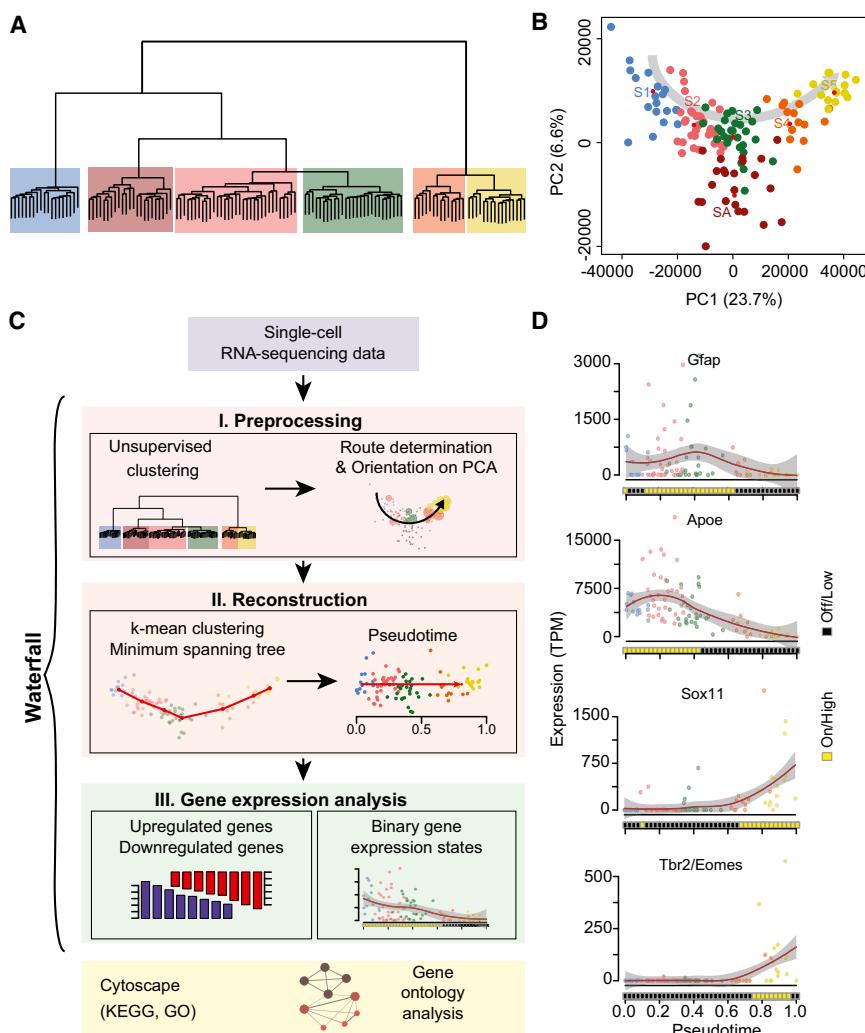 A
B
20000
0
-20000
PC2 (6.6%)
S1
S2
S3
S4
S5
SA
-40000
-20000
0
20000
40000
PC1 (23.7%)
C
Single-cell
RNA-sequencing data
Waterfall
I. Preprocessing
Unsupervised
clustering
Route determination
& Orientation on PCA
II. Reconstruction
k-mean clustering
Minimum spanning tree
Pseudotime
0.0
0.5
1.0
III. Gene expression analysis
Upregulated genes
Downregulated genes
Binary gene
expression states
Cytoscape
(KEGG, GO)
Gene
ontology
analysis
D
Gfap
3000
1500
0
Apoe
15000
7500
0
Sox11
1500
750
0
Tbr2/Eomes
500
250
0
Expression (TPM)
Off/Low
On/High
0.0 0.2 0.4 0.6 0.8 1.0
Pseudotime